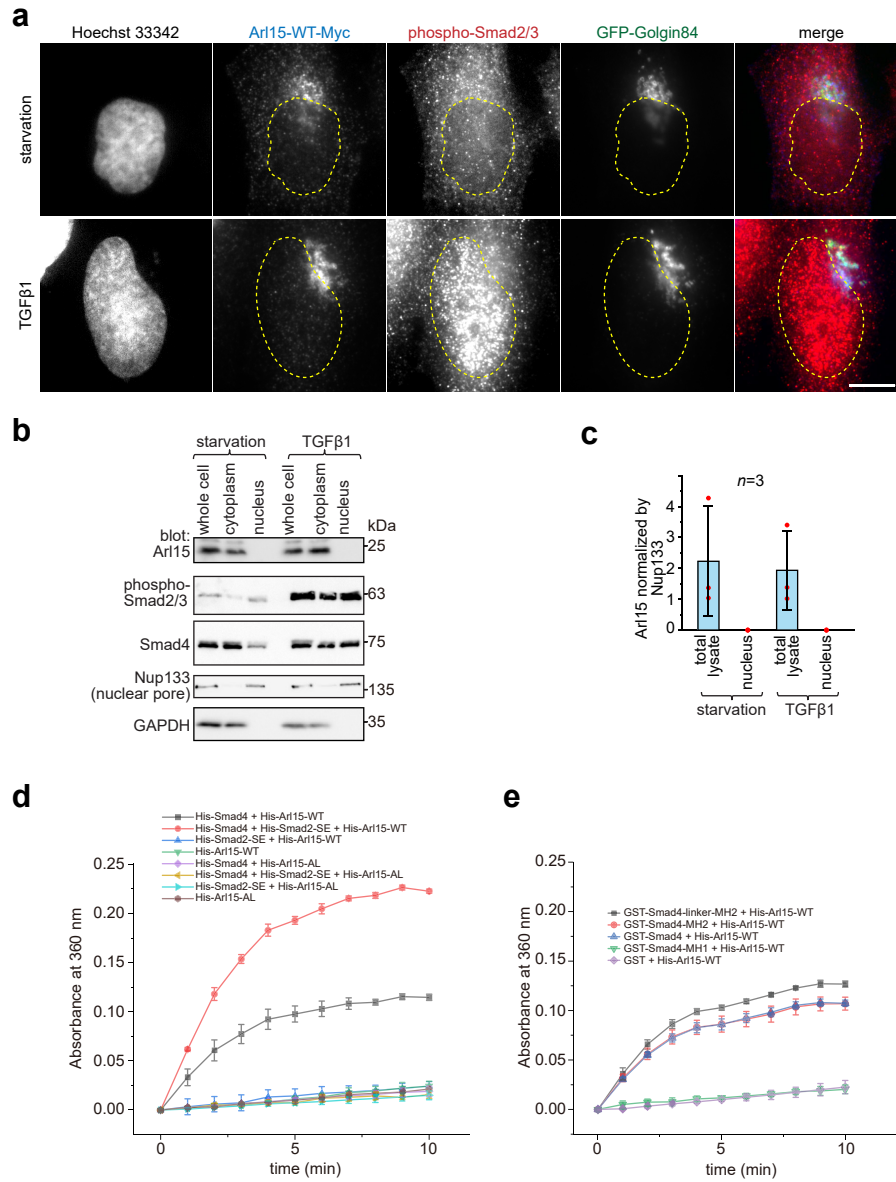 a
Hoechst 33342 Arl15-WT-Myc phospho-Smad2/3 GFP-Golgin84 merge
starvation
TGFβ1
b
starvation TGFβ1
whole cell cytoplasm nucleus whole cell cytoplasm nucleus
kDa
blot:
Arl15 25
phospho-
Smad2/3 63
Smad4 75
Nup133
(nuclear pore) 135
GAPDH 35
c
n=3
Arl15 normalized by
Nup133
4
3
2
1
0
total
lysate nucleus total
lysate nucleus
starvation TGFβ1
d
His-Smad4 + His-Arl15-WT
His-Smad4 + His-Smad2-SE + His-Arl15-WT
His-Smad2-SE + His-Arl15-WT
His-Arl15-WT
His-Smad4 + His-Arl15-AL
His-Smad4 + His-Smad2-SE + His-Arl15-AL
His-Smad2-SE + His-Arl15-AL
His-Arl15-AL
Absorbance at 360 nm
0.25
0.20
0.15
0.10
0.05
0.00
0 5 10
time (min)
e
GST-Smad4-linker-MH2 + His-Arl15-WT
GST-Smad4-MH2 + His-Arl15-WT
GST-Smad4 + His-Arl15-WT
GST-Smad4-MH1 + His-Arl15-WT
GST + His-Arl15-WT
Absorbance at 360 nm
0.25
0.20
0.15
0.10
0.05
0.00
0 5 10
time (min)